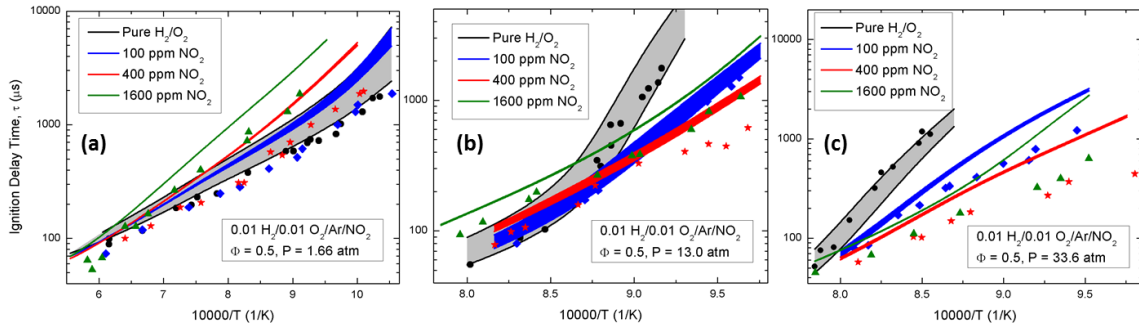 Ignition Delay Time, τ (μs)
10000
1000
100
Pure H₂/O₂
100 ppm NO₂
400 ppm NO₂
1600 ppm NO₂
(a)
0.01 H₂/0.01 O₂/Ar/NO₂
Φ = 0.5, P = 1.66 atm
6 7 8 9 10
10000/T (1/K)
1000
100
Pure H₂/O₂
100 ppm NO₂
400 ppm NO₂
1600 ppm NO₂
(b)
0.01 H₂/0.01 O₂/Ar/NO₂
Φ = 0.5, P = 13.0 atm
8.0 8.5 9.0 9.5
10000/T (1/K)
10000
1000
100
Pure H₂/O₂
100 ppm NO₂
400 ppm NO₂
1600 ppm NO₂
(c)
0.01 H₂/0.01 O₂/Ar/NO₂
Φ = 0.5, P = 33.6 atm
8.0 8.5 9.0 9.5
10000/T (1/K)